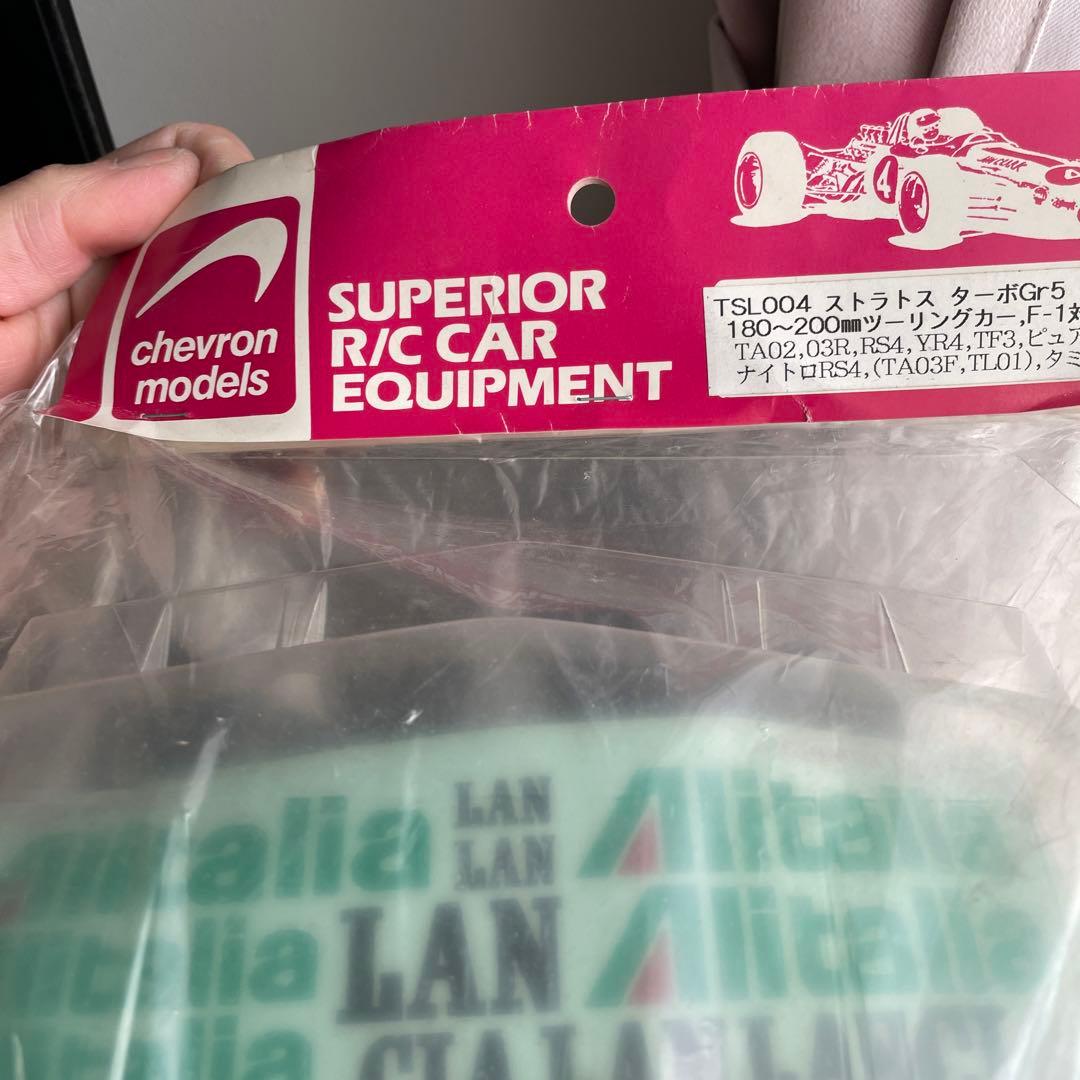 chevron
models
SUPERIOR
R/C CAR
EQUIPMENT
4
TSL004 ストラトス ターボGr5
180〜200㎜ツーリングカー,F-1対
TA02,03R,RS4,YR4,TF3,ピュア
ナイトロRS4,(TA03F,TL01),タミ
LAN
LAN
LAN